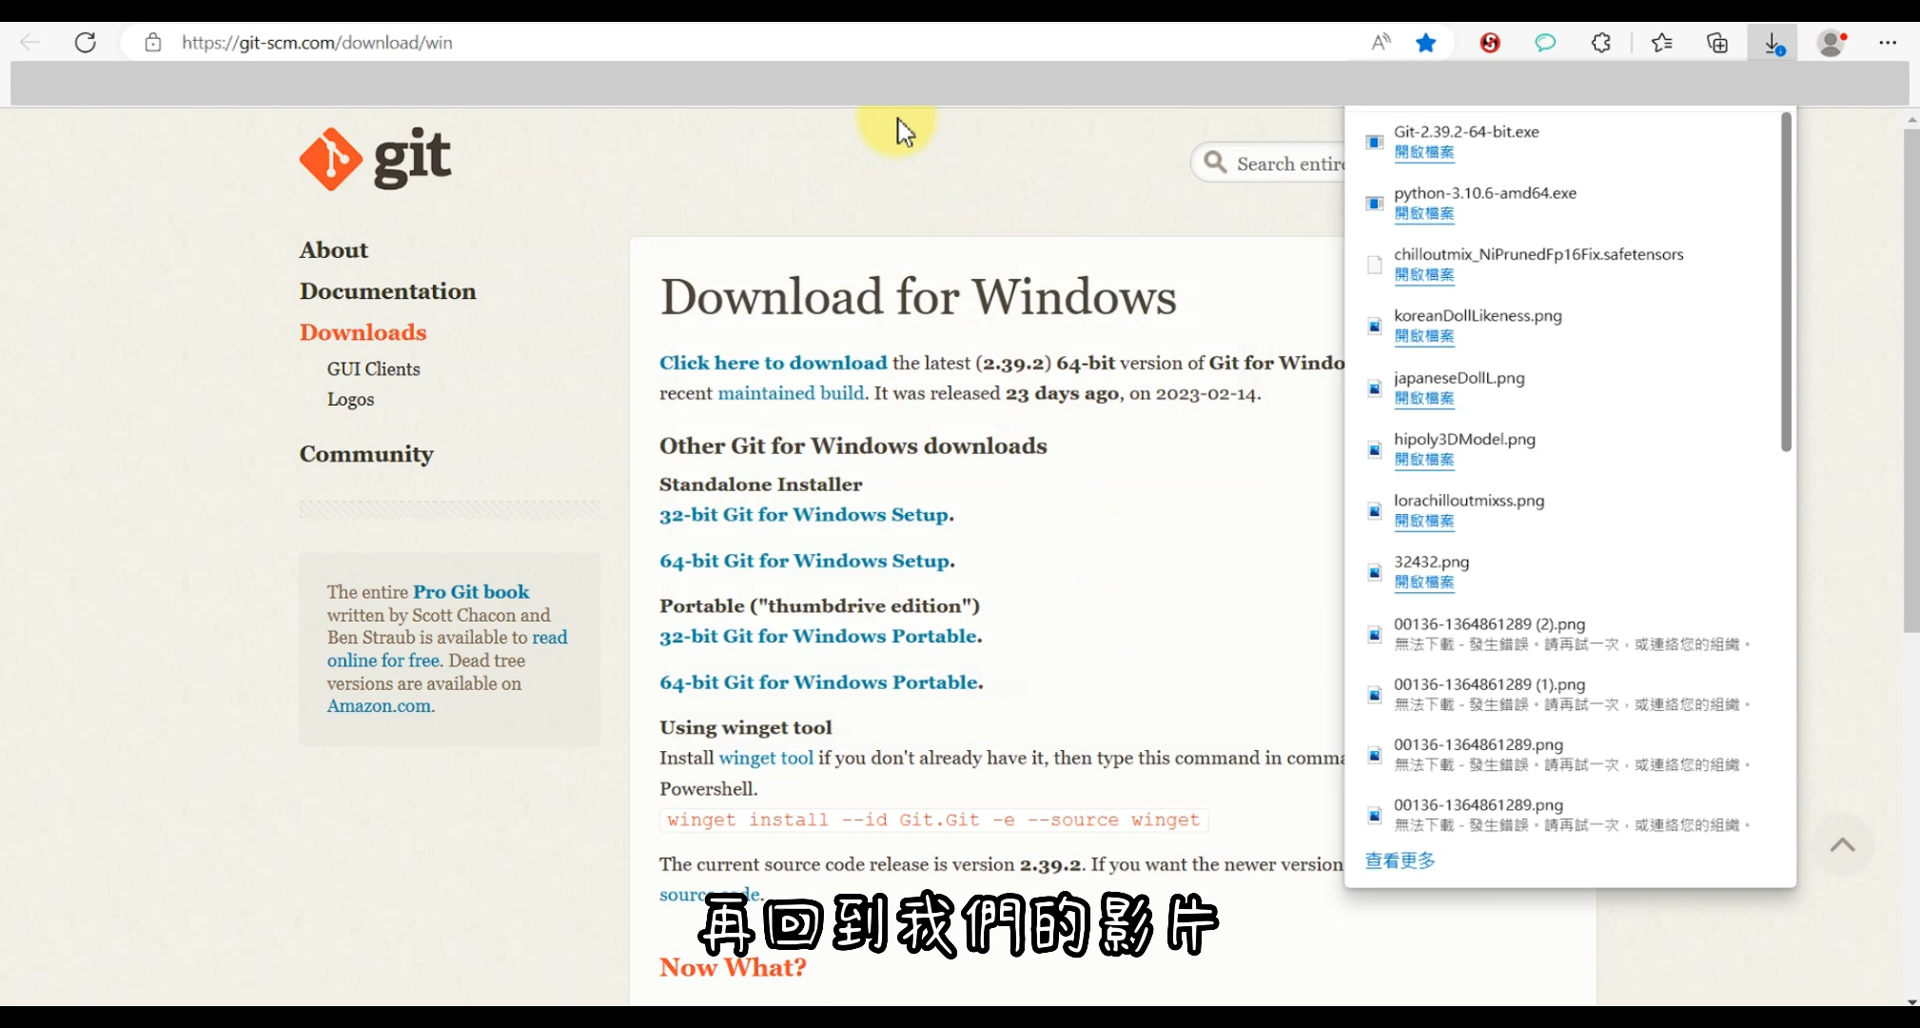 https://git-scm.com/download/win
git
Search entire
About
Documentation
Downloads
GUI Clients
Logos
Community
The entire Pro Git book
written by Scott Chacon and
Ben Straub is available to read
online for free. Dead tree
versions are available on
Amazon.com.
Download for Windows
Click here to download the latest (2.39.2) 64-bit version of Git for Windo
recent maintained build. It was released 23 days ago, on 2023-02-14.
Other Git for Windows downloads
Standalone Installer
32-bit Git for Windows Setup.
64-bit Git for Windows Setup.
Portable ("thumbdrive edition")
32-bit Git for Windows Portable.
64-bit Git for Windows Portable.
Using winget tool
Install winget tool if you don't already have it, then type this command in comma
Powershell.
winget install --id Git.Git -e --source winget
The current source code release is version 2.39.2. If you want the newer version
source code.
Now What?
Git-2.39.2-64-bit.exe
開啟檔案
python-3.10.6-amd64.exe
開啟檔案
chilloutmix_NiPrunedFp16Fix.safetensors
開啟檔案
koreanDollLikeness.png
開啟檔案
japaneseDollL.png
開啟檔案
hipoly3DModel.png
開啟檔案
lorachilloutmixss.png
開啟檔案
32432.png
開啟檔案
00136-1364861289 (2).png
無法下載 - 發生錯誤。請再試一次，或連絡您的組織。
00136-1364861289 (1).png
無法下載 - 發生錯誤。請再試一次，或連絡您的組織。
00136-1364861289.png
無法下載 - 發生錯誤。請再試一次，或連絡您的組織。
00136-1364861289.png
無法下載 - 發生錯誤。請再試一次，或連絡您的組織。
查看更多
再回到我們的影片